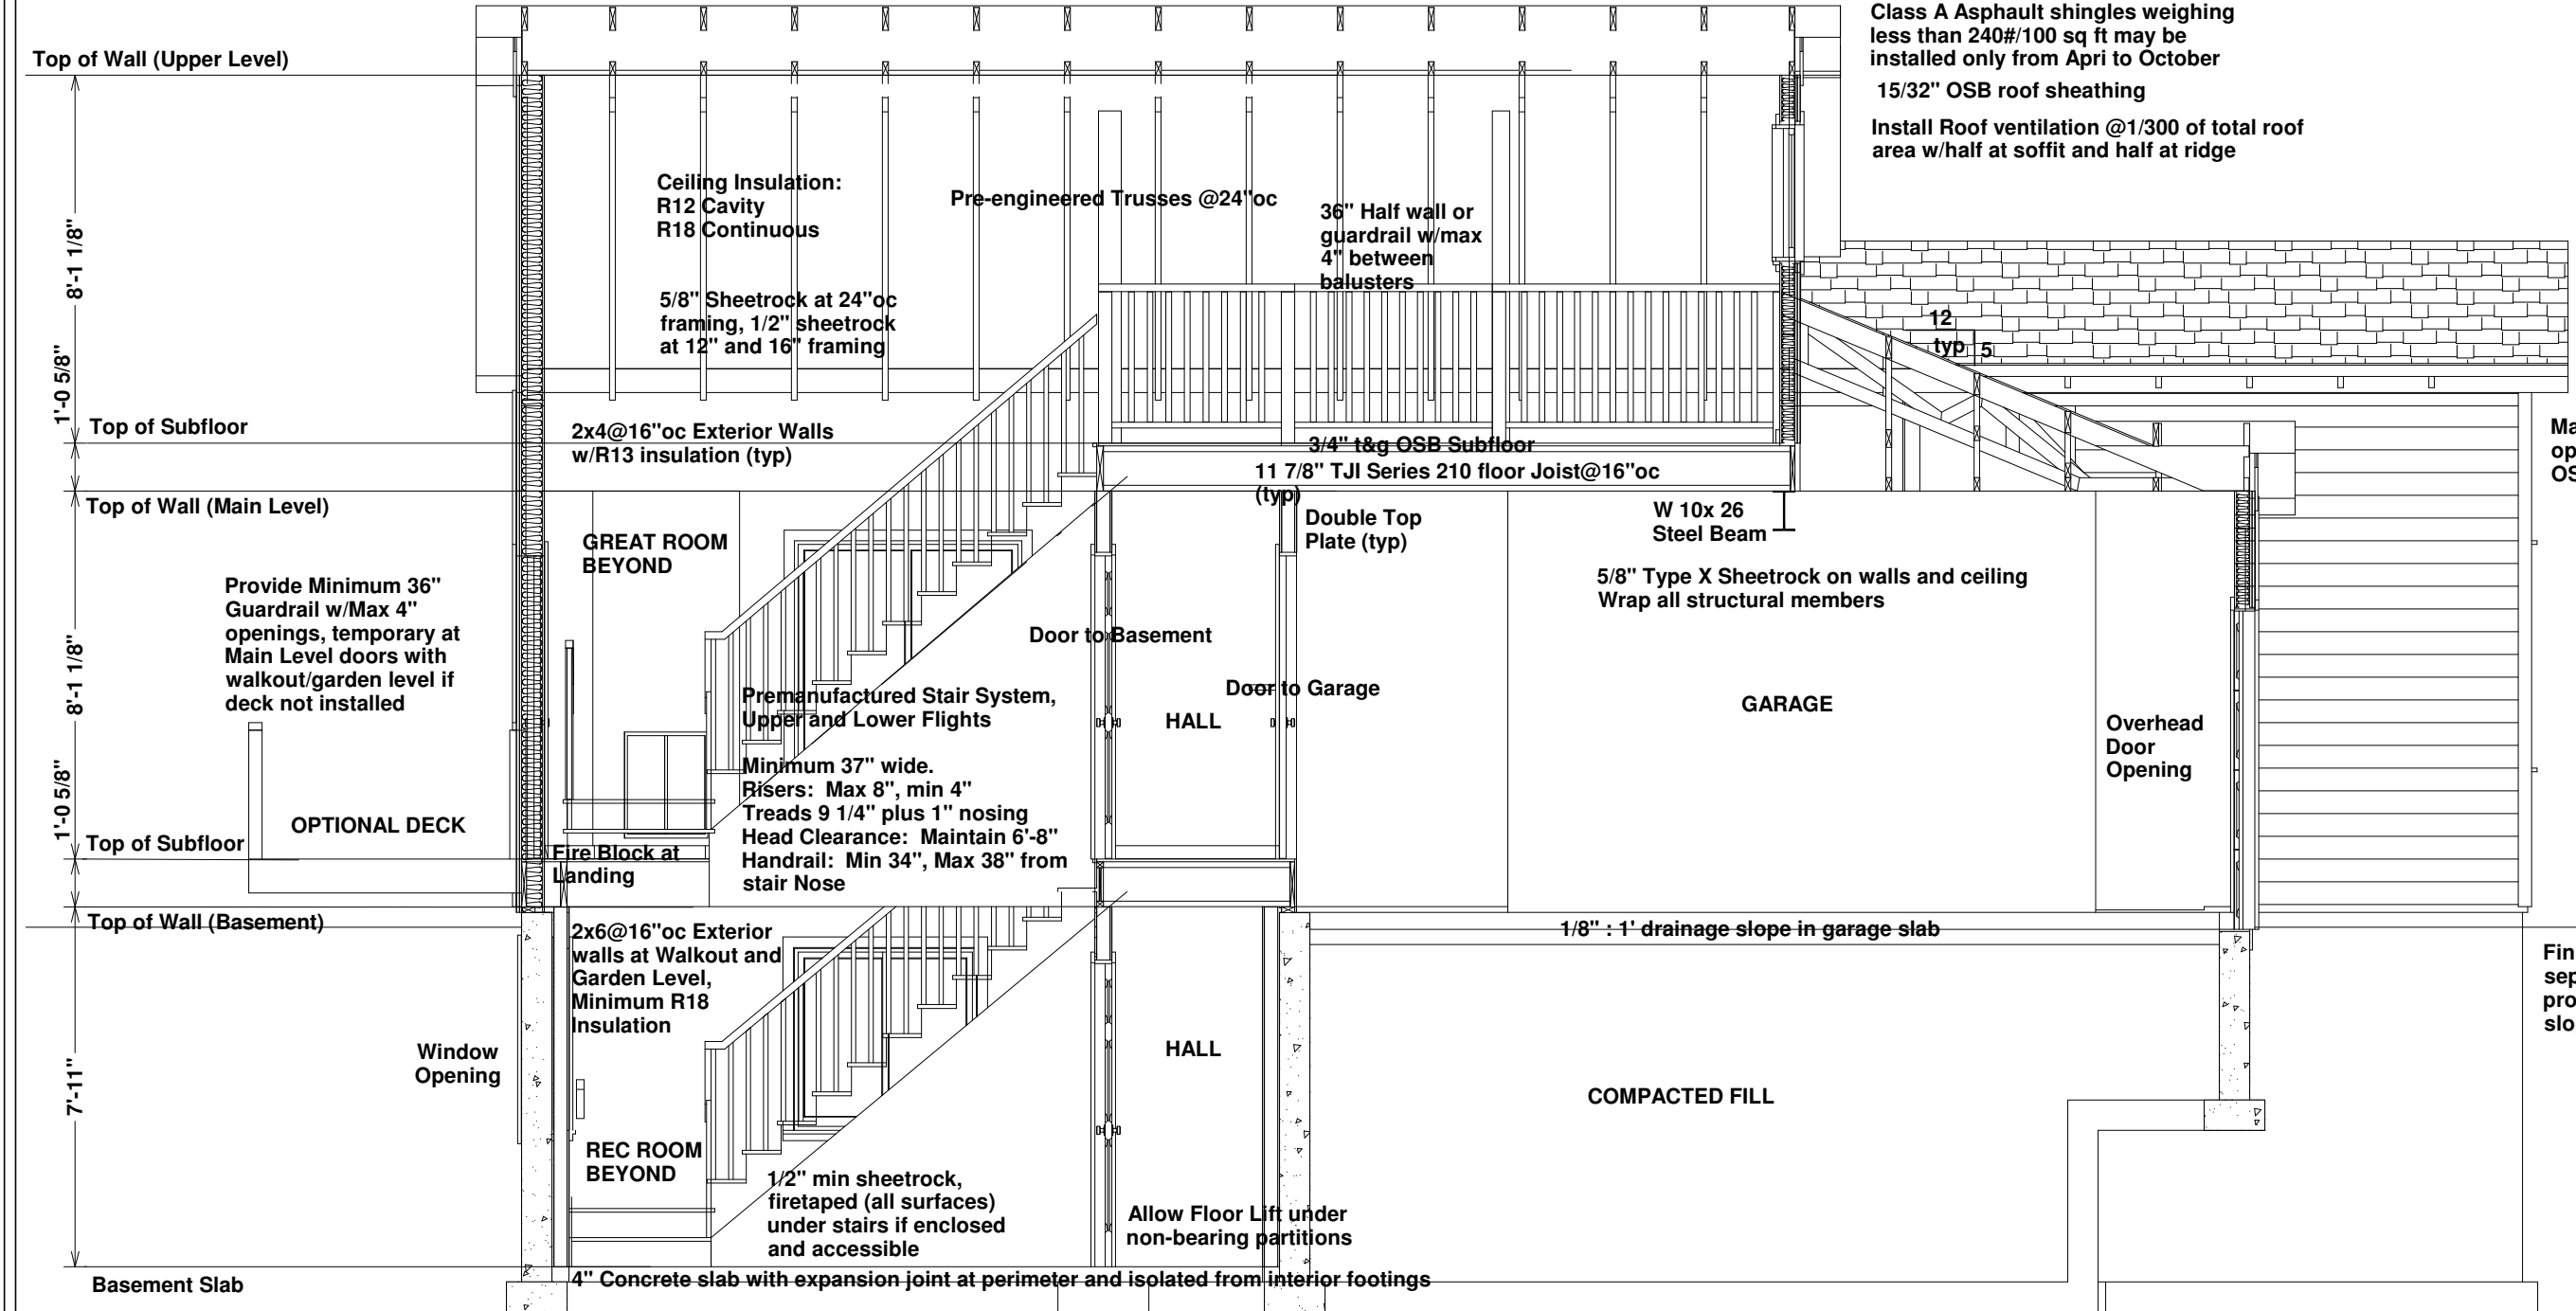 Class A Asphault shingles weighing
less than 240#/100 sq ft may be
installed only from Apri to October
15/32" OSB roof sheathing
Install Roof ventilation @1/300 of total roof
area w/half at soffit and half at ridge
Top of Wall (Upper Level)
8'-1 1/8"
Ceiling Insulation:
R12 Cavity
R18 Continuous
Pre-engineered Trusses @24"oc
36" Half wall or
guardrail w/max
4" between
balusters
5/8" Sheetrock at 24"oc
framing, 1/2" sheetrock
at 12" and 16" framing
12
typ
5
1'-0 5/8"
Top of Subfloor
2x4@16"oc Exterior Walls
w/R13 insulation (typ)
3/4" t&g OSB Subfloor
11 7/8" TJI Series 210 floor Joist@16"oc
(typ)
Ma
op
OS
Top of Wall (Main Level)
W 10x 26
Steel Beam
Double Top
Plate (typ)
GREAT ROOM
BEYOND
5/8" Type X Sheetrock on walls and ceiling
Wrap all structural members
Provide Minimum 36"
Guardrail w/Max 4"
openings, temporary at
Main Level doors with
walkout/garden level if
deck not installed
8'-1 1/8"
Door to Basement
Door to Garage
Premanufactured Stair System,
Upper and Lower Flights
Minimum 37" wide.
Risers: Max 8", min 4"
Treads 9 1/4" plus 1" nosing
Head Clearance: Maintain 6'-8"
Handrail: Min 34", Max 38" from
stair Nose
HALL
GARAGE
Overhead
Door
Opening
1'-0 5/8"
OPTIONAL DECK
Top of Subfloor
Fire Block at
Landing
Top of Wall (Basement)
2x6@16"oc Exterior
walls at Walkout and
Garden Level,
Minimum R18
Insulation
1/8" : 1' drainage slope in garage slab
Fin
sep
pro
slo
Window
Opening
7'-11"
HALL
COMPACTED FILL
REC ROOM
BEYOND
1/2" min sheetrock,
firetaped (all surfaces)
under stairs if enclosed
and accessible
Allow Floor Lift under
non-bearing partitions
Basement Slab
4" Concrete slab with expansion joint at perimeter and isolated from interior footings